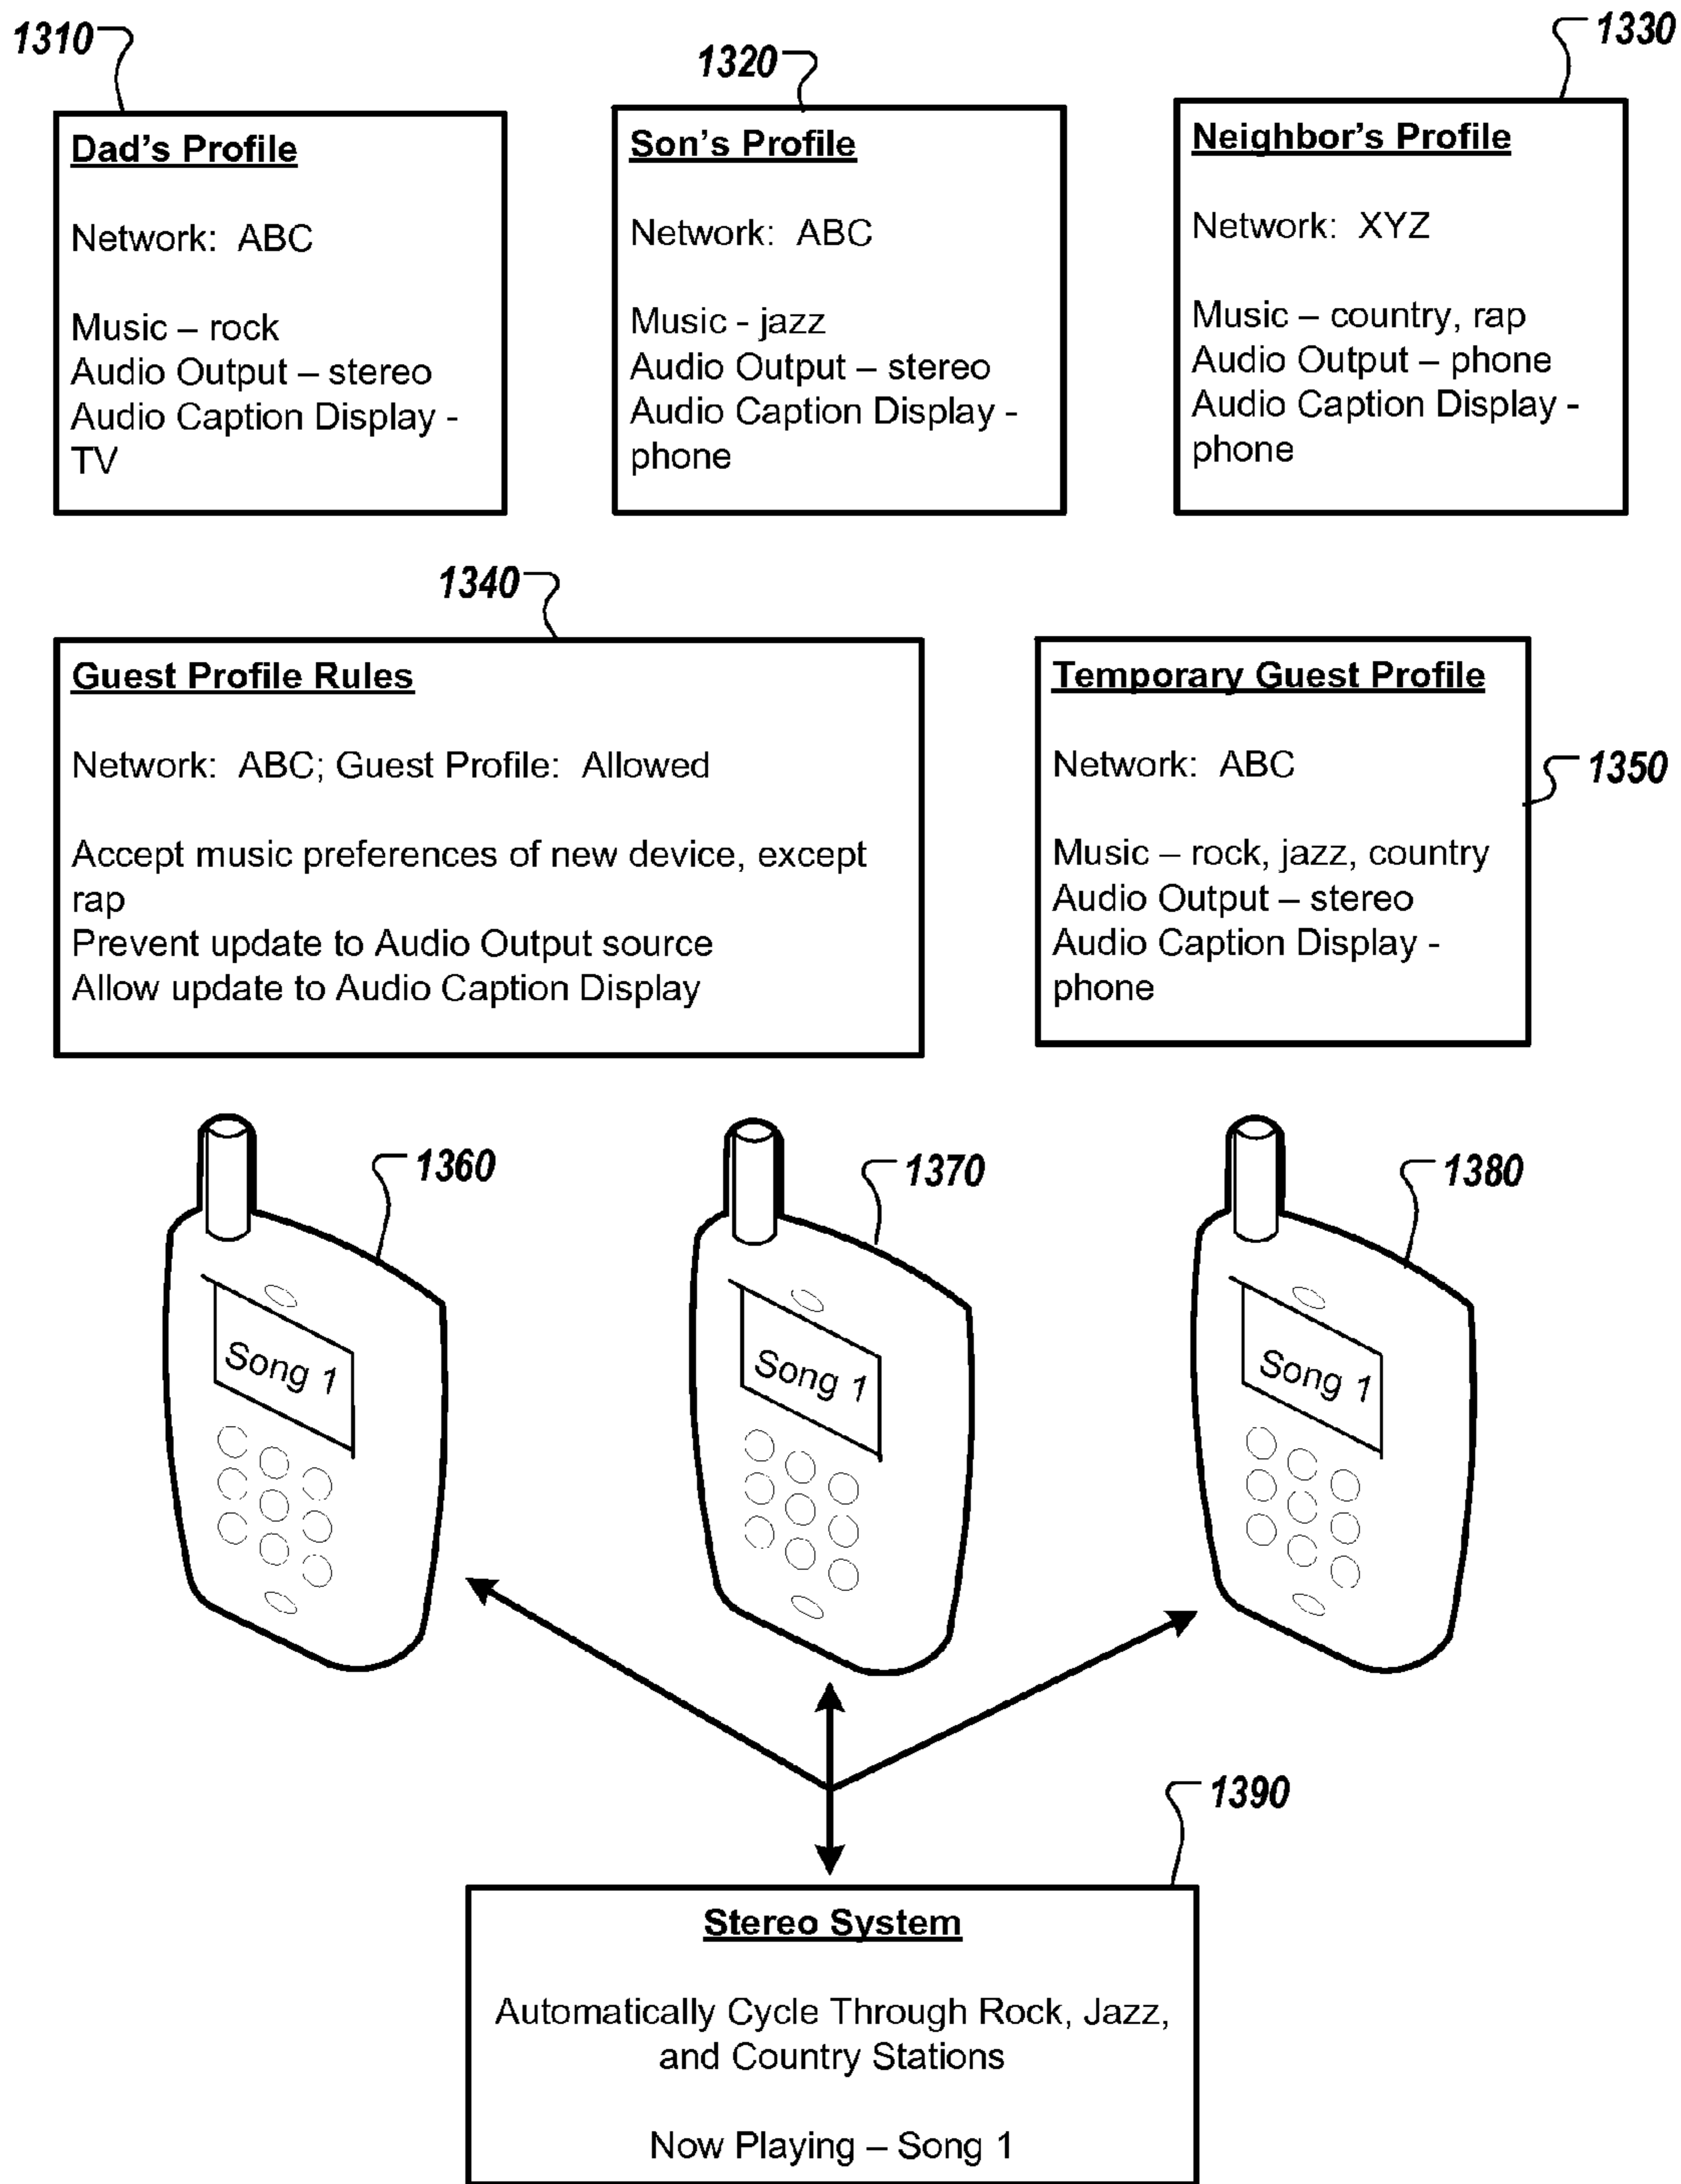 1310
1320
1330
Dad's Profile
Network: ABC
Music – rock
Audio Output – stereo
Audio Caption Display -
TV
Son's Profile
Network: ABC
Music - jazz
Audio Output – stereo
Audio Caption Display -
phone
Neighbor's Profile
Network: XYZ
Music – country, rap
Audio Output – phone
Audio Caption Display -
phone
1340
Guest Profile Rules
Network: ABC; Guest Profile: Allowed
Accept music preferences of new device, except
rap
Prevent update to Audio Output source
Allow update to Audio Caption Display
Temporary Guest Profile
Network: ABC
Music – rock, jazz, country
Audio Output – stereo
Audio Caption Display -
phone
1350
1360
1370
1380
Song 1
Song 1
Song 1
1390
Stereo System
Automatically Cycle Through Rock, Jazz,
and Country Stations
Now Playing – Song 1